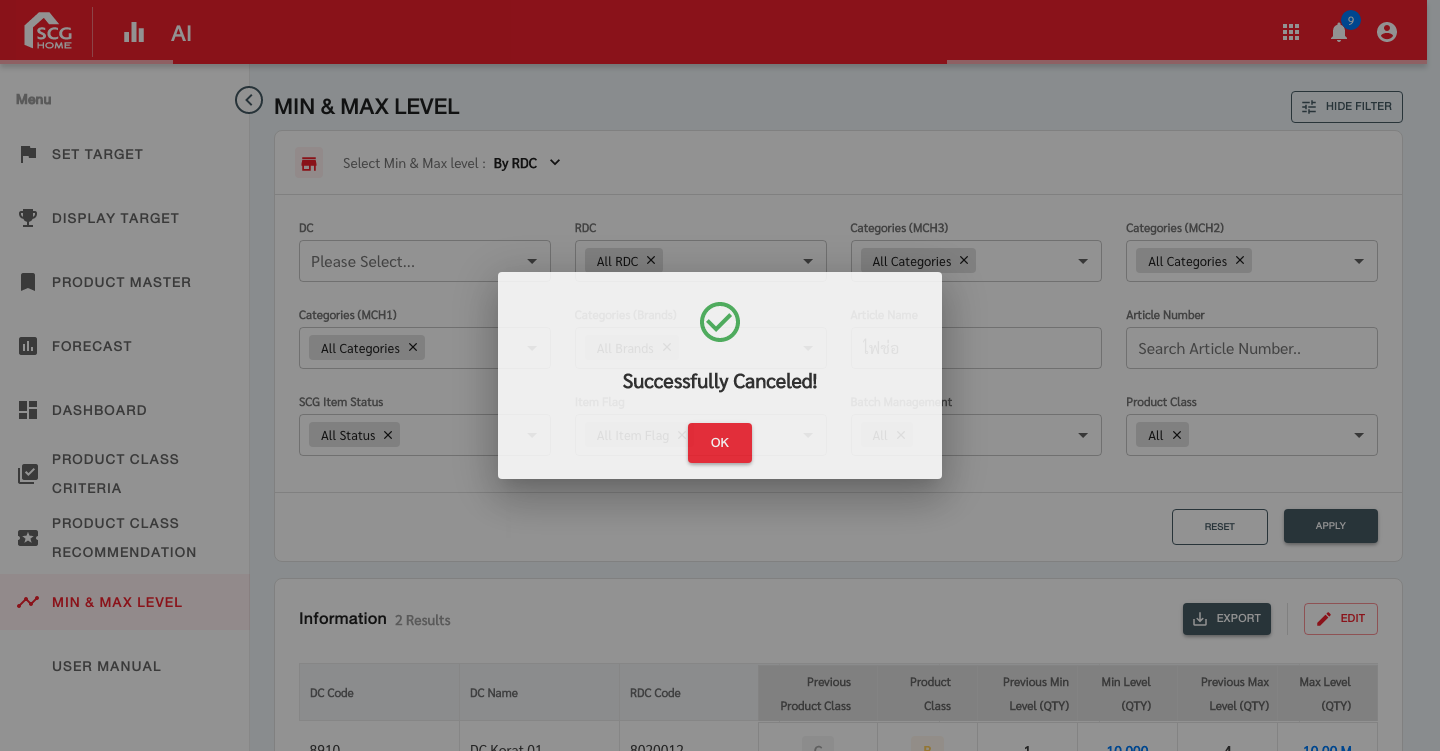 SCG
HOME
AI
9
Menu
MIN & MAX LEVEL
HIDE FILTER
SET TARGET
DISPLAY TARGET
PRODUCT MASTER
FORECAST
DASHBOARD
PRODUCT CLASS
CRITERIA
PRODUCT CLASS
RECOMMENDATION
MIN & MAX LEVEL
USER MANUAL
Select Min & Max level : By RDC
DC
RDC
Categories (MCH3)
Categories (MCH2)
Please Select...
All RDC
All Categories
All Categories
Categories (MCH1)
Categories (Brands)
Article Name
Article Number
All Categories
All Brands
ไฟช่อ
Search Article Number..
Successfully Canceled!
SCG Item Status
Item Flag
Batch Management
Product Class
All Status
All Item Flag
All
All
OK
RESET
APPLY
Information 2 Results
EXPORT
EDIT
DC Code
DC Name
RDC Code
Previous
Product Class
Product
Class
Previous Min
Level (QTY)
Min Level
(QTY)
Previous Max
Level (QTY)
Max Level
(QTY)
8910
DC Korat 01
8020012
C
B
1
10,000
4
10.00 M